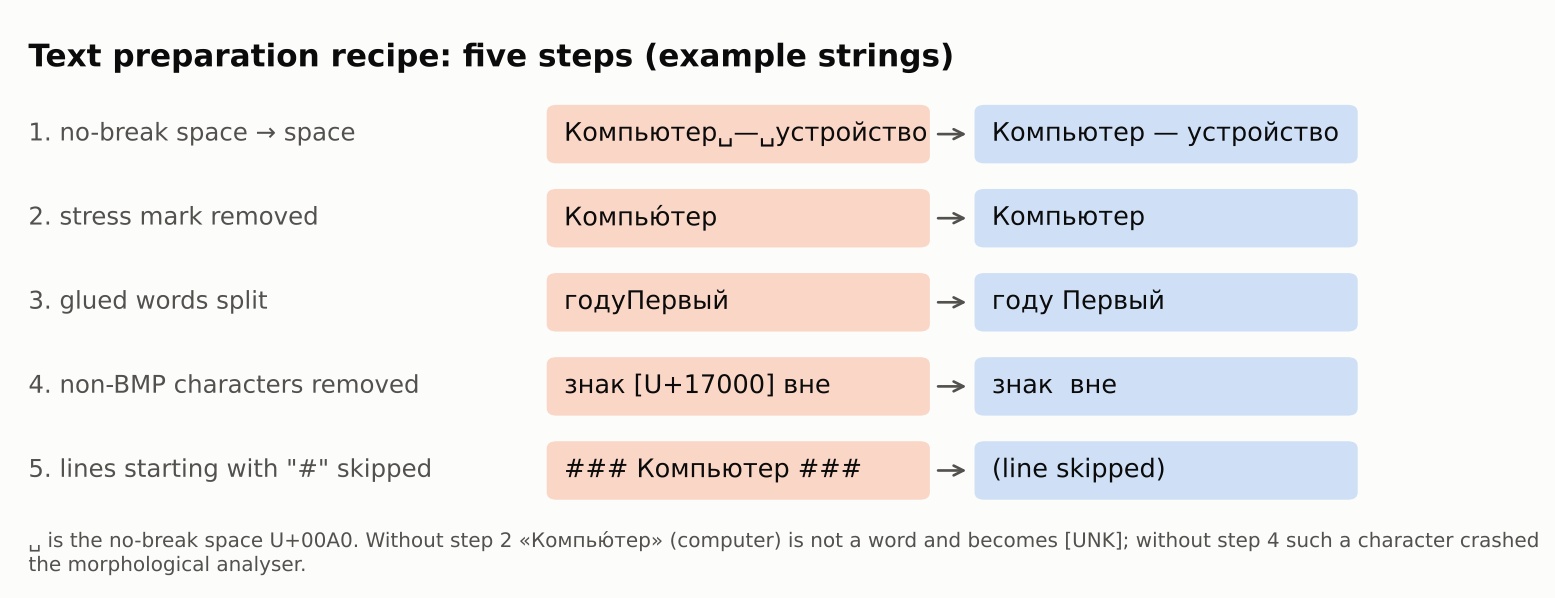 Text preparation recipe: five steps (example strings)
1. no-break space → space Компьютер␣—␣устройство → Компьютер — устройство
2. stress mark removed Компью́тер → Компьютер
3. glued words split годуПервый → году Первый
4. non-BMP characters removed знак [U+17000] вне → знак  вне
5. lines starting with "#" skipped ### Компьютер ### → (line skipped)
␣ is the no-break space U+00A0. Without step 2 «Компью́тер» (computer) is not a word and becomes [UNK]; without step 4 such a character crashed
the morphological analyser.